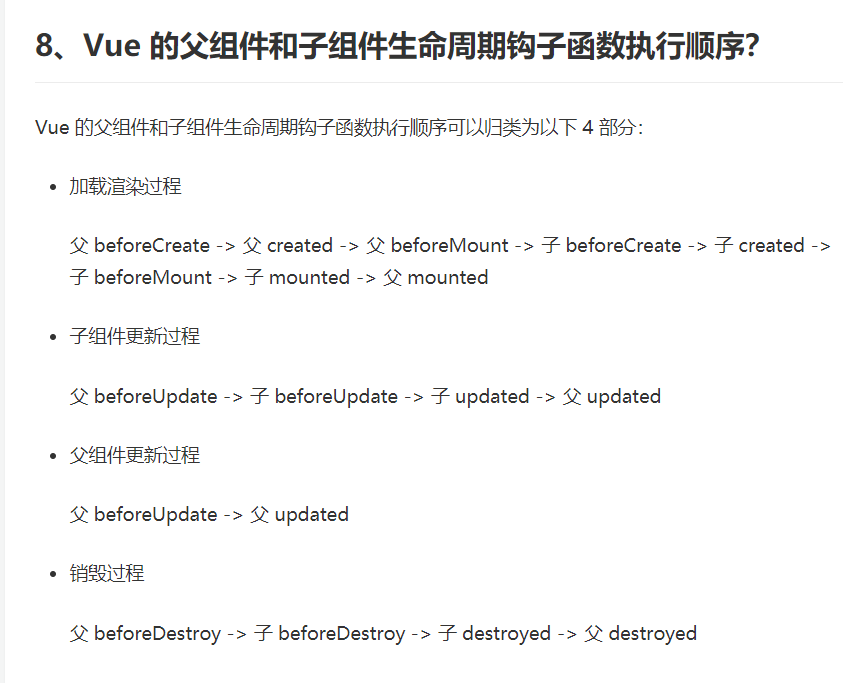 8、Vue 的父组件和子组件生命周期钩子函数执行顺序？
Vue 的父组件和子组件生命周期钩子函数执行顺序可以归类为以下 4 部分：
• 加载渲染过程
父 beforeCreate -> 父 created -> 父 beforeMount -> 子 beforeCreate -> 子 created ->
子 beforeMount -> 子 mounted -> 父 mounted
• 子组件更新过程
父 beforeUpdate -> 子 beforeUpdate -> 子 updated -> 父 updated
• 父组件更新过程
父 beforeUpdate -> 父 updated
• 销毁过程
父 beforeDestroy -> 子 beforeDestroy -> 子 destroyed -> 父 destroyed